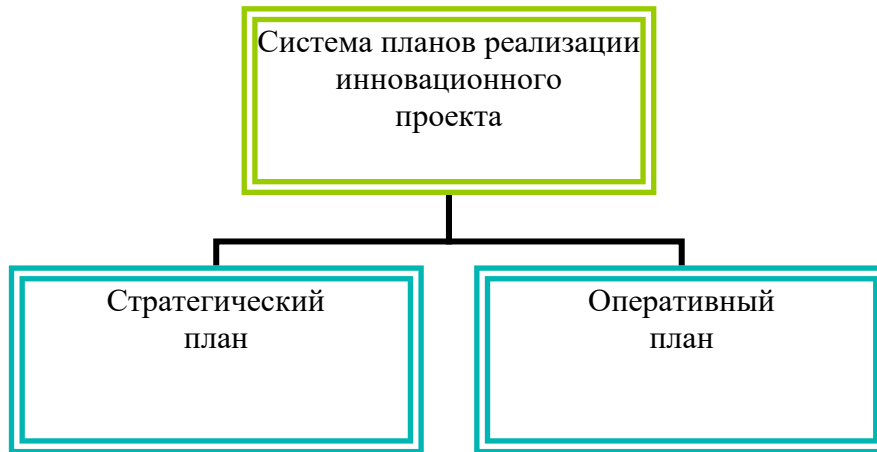 Система планов реализации
инновационного
проекта
Стратегический
план
Оперативный
план